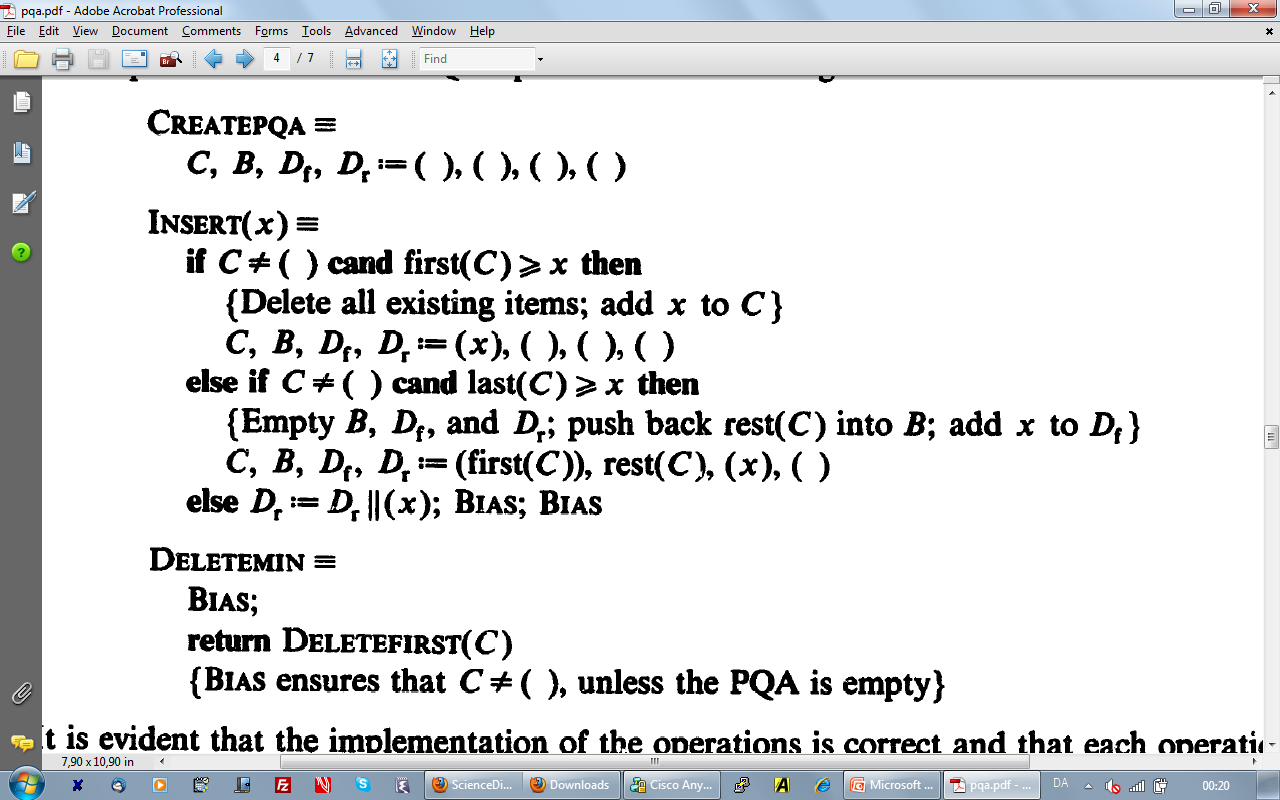 pqa.pdf - Adobe Acrobat Professional
File Edit View Document Comments Forms Tools Advanced Window Help
4 / 7 Find
CREATEPQA ≡
C, B, D_f, D_r := ( ), ( ), ( ), ( )
INSERT(x) ≡
if C ≠ ( ) cand first(C) ⩾ x then
{Delete all existing items; add x to C}
C, B, D_f, D_r := (x), ( ), ( ), ( )
else if C ≠ ( ) cand last(C) ⩾ x then
{Empty B, D_f, and D_r; push back rest(C) into B; add x to D_f}
C, B, D_f, D_r := (first(C)), rest(C), (x), ( )
else D_r := D_r ||(x); BIAS; BIAS
DELETEMIN ≡
BIAS;
return DELETEFIRST(C)
{BIAS ensures that C ≠ ( ), unless the PQA is empty}
t is evident that the implementation of the operations is correct and that each operati
7,90 x 10,90 in
ScienceDi... Downloads Cisco Any... Microsoft ... pqa.pdf - ... DA 00:20